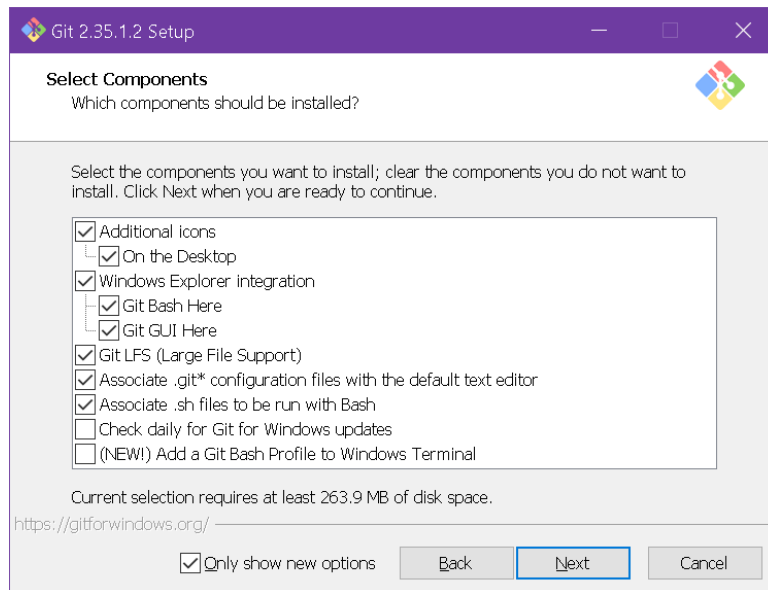 Git 2.35.1.2 Setup
Select Components
Which components should be installed?
Select the components you want to install; clear the components you do not want to
install. Click Next when you are ready to continue.
Additional icons
On the Desktop
Windows Explorer integration
Git Bash Here
Git GUI Here
Git LFS (Large File Support)
Associate .git* configuration files with the default text editor
Associate .sh files to be run with Bash
Check daily for Git for Windows updates
(NEW!) Add a Git Bash Profile to Windows Terminal
Current selection requires at least 263.9 MB of disk space.
https://gitforwindows.org/
Only show new options Back Next Cancel